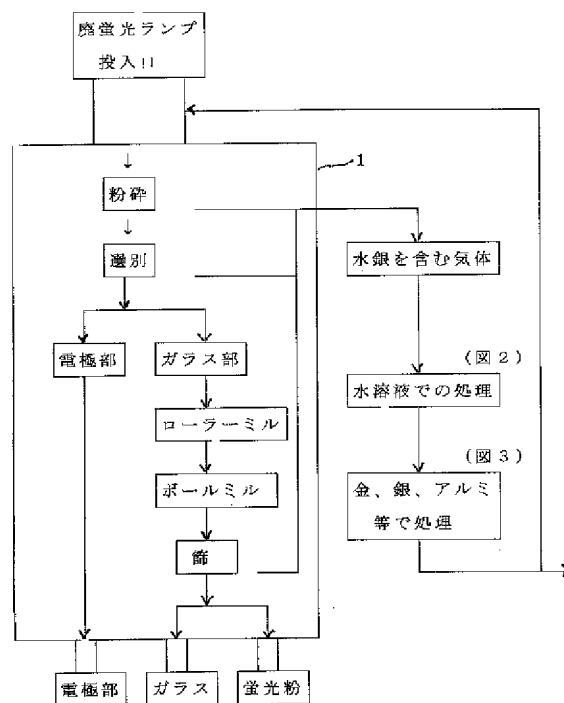 廃蛍光ランプ
投入口
1
粉砕
選別
水銀を含む気体
電極部
ガラス部
(図2)
水溶液での処理
ローラーミル
(図3)
ボールミル
金、銀、アルミ
等で処理
篩
電極部
ガラス
蛍光粉